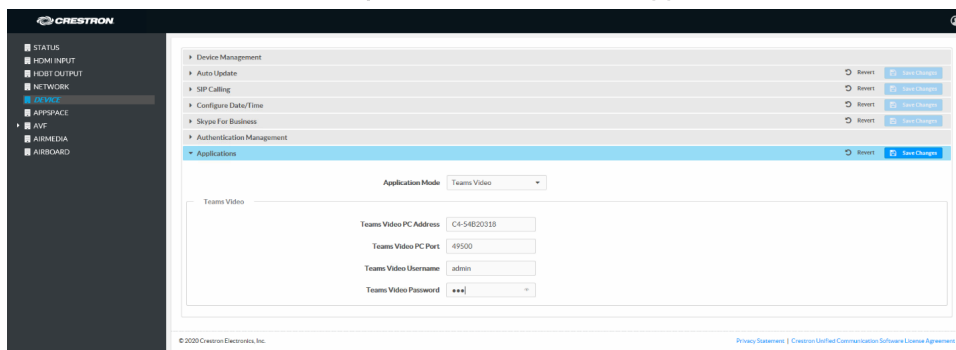 CRESTRON
STATUS
HDMI INPUT
HDBT OUTPUT
NETWORK
DEVICE
APPSPACE
AVF
AIRMEDIA
AIRBOARD
Device Management
Auto Update Revert Save Changes
SIP Calling Revert Save Changes
Configure Date/Time Revert Save Changes
Skype For Business Revert Save Changes
Authentication Management
Applications Revert Save Changes
Application Mode Teams Video
Teams Video
Teams Video PC Address C4-54B20318
Teams Video PC Port 49500
Teams Video Username admin
Teams Video Password •••
© 2020 Crestron Electronics, Inc. Privacy Statement | Crestron Unified Communication Software License Agreement